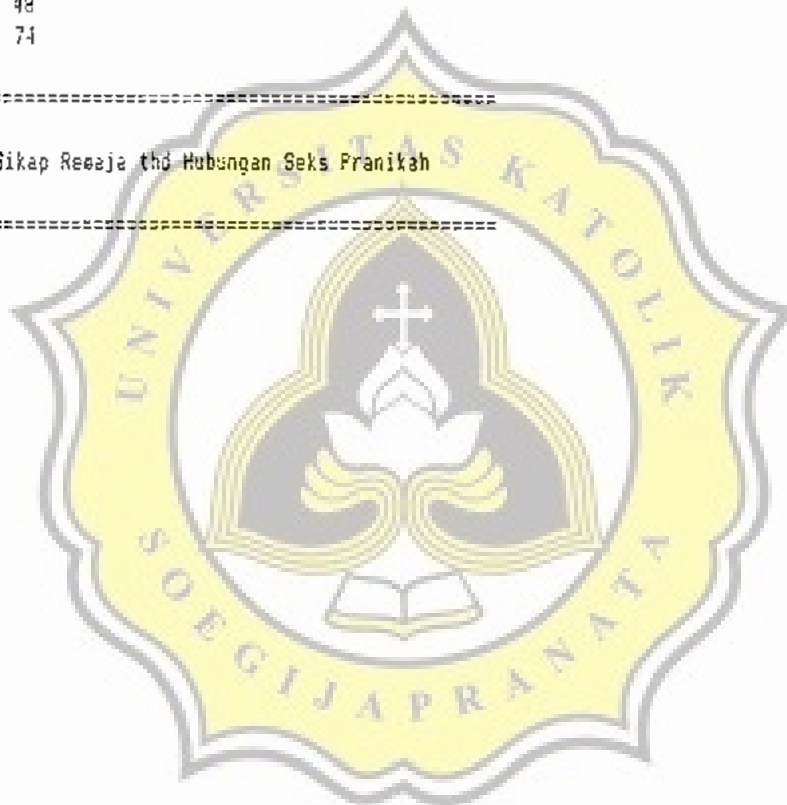 48
74
==================================================
Sikap Remaja thd Hubungan Seks Pranikah
==================================================
UNIVERSITAS KATOLIK
SOEGIJAPRANATA